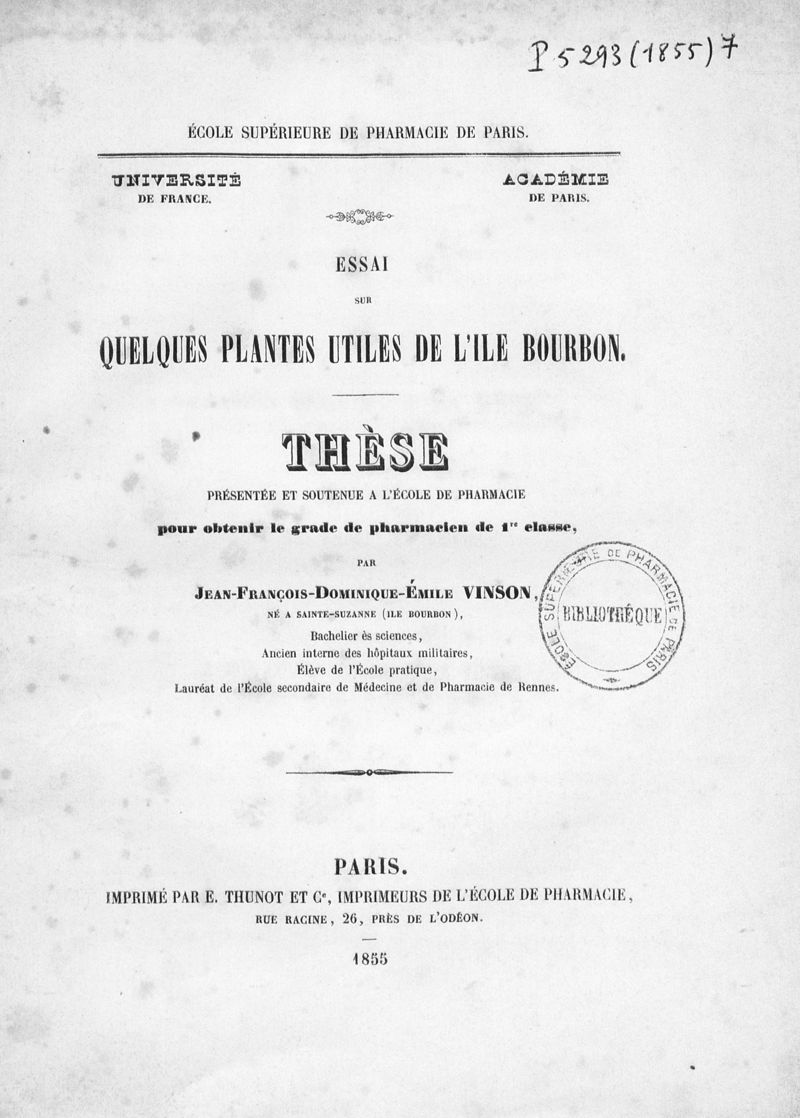 P 5293 (1855) 7
ÉCOLE SUPÉRIEURE DE PHARMACIE DE PARIS.
UNIVERSITÉ
DE FRANCE.
ACADÉMIE
DE PARIS.
ESSAI
SUR
QUELQUES PLANTES UTILES DE L'ILE BOURBON.
THÈSE
PRÉSENTÉE ET SOUTENUE A L'ÉCOLE DE PHARMACIE
pour obtenir le grade de pharmacien de 1re classe,
PAR
JEAN-FRANÇOIS-DOMINIQUE-ÉMILE VINSON,
NÉ A SAINTE-SUZANNE (ILE BOURBON),
Bachelier ès sciences,
Ancien interne des hôpitaux militaires,
Élève de l'École pratique,
Lauréat de l'École secondaire de Médecine et de Pharmacie de Rennes.
ÉCOLE SUPERIEURE DE PHARMACIE DE PARIS
BIBLIOTHÉQUE
PARIS.
IMPRIMÉ PAR E. THUNOT ET Ce, IMPRIMEURS DE L'ÉCOLE DE PHARMACIE,
RUE RACINE, 26, PRÈS DE L'ODÉON.
1855